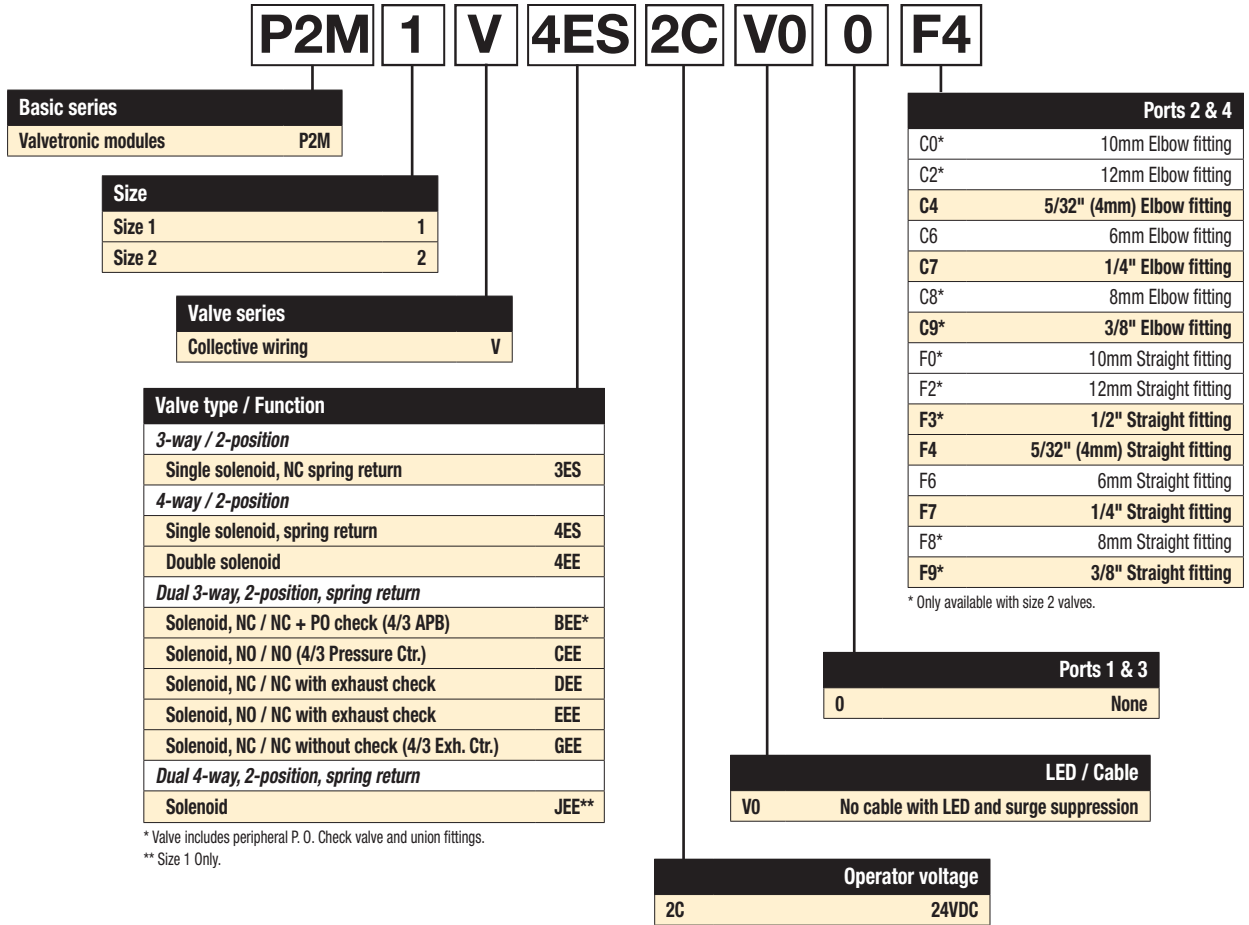 P2M 1 V 4ES 2C V0 0 F4
Basic series
Valvetronic modules P2M
Size
Size 1 1
Size 2 2
Valve series
Collective wiring V
Valve type / Function
3-way / 2-position
Single solenoid, NC spring return 3ES
4-way / 2-position
Single solenoid, spring return 4ES
Double solenoid 4EE
Dual 3-way, 2-position, spring return
Solenoid, NC / NC + PO check (4/3 APB) BEE*
Solenoid, NO / NO (4/3 Pressure Ctr.) CEE
Solenoid, NC / NC with exhaust check DEE
Solenoid, NO / NC with exhaust check EEE
Solenoid, NC / NC without check (4/3 Exh. Ctr.) GEE
Dual 4-way, 2-position, spring return
Solenoid JEE**
* Valve includes peripheral P. O. Check valve and union fittings.
** Size 1 Only.
Ports 2 & 4
C0* 10mm Elbow fitting
C2* 12mm Elbow fitting
C4 5/32" (4mm) Elbow fitting
C6 6mm Elbow fitting
C7 1/4" Elbow fitting
C8* 8mm Elbow fitting
C9* 3/8" Elbow fitting
F0* 10mm Straight fitting
F2* 12mm Straight fitting
F3* 1/2" Straight fitting
F4 5/32" (4mm) Straight fitting
F6 6mm Straight fitting
F7 1/4" Straight fitting
F8* 8mm Straight fitting
F9* 3/8" Straight fitting
* Only available with size 2 valves.
Ports 1 & 3
0 None
LED / Cable
V0 No cable with LED and surge suppression
Operator voltage
2C 24VDC